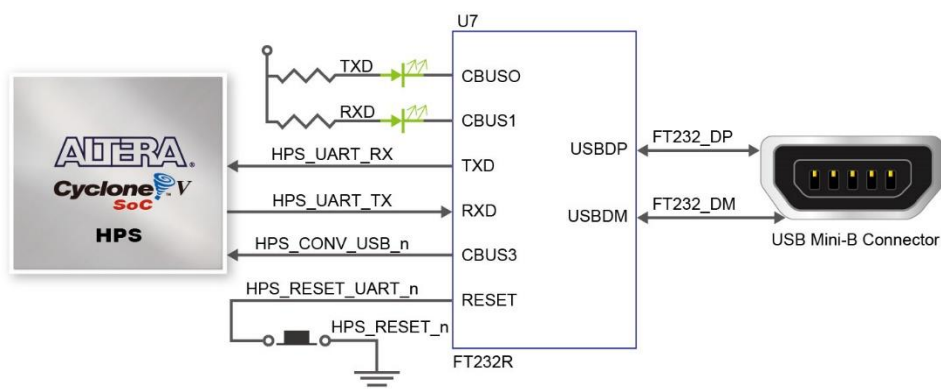 U7
TXD
CBUSO
RXD
CBUS1
ALTERA®
Cyclone V
SoC
HPS
HPS_UART_RX
TXD
HPS_UART_TX
RXD
HPS_CONV_USB_n
CBUS3
HPS_RESET_UART_n
RESET
HPS_RESET_n
FT232R
USBDP
FT232_DP
USBDM
FT232_DM
USB Mini-B Connector